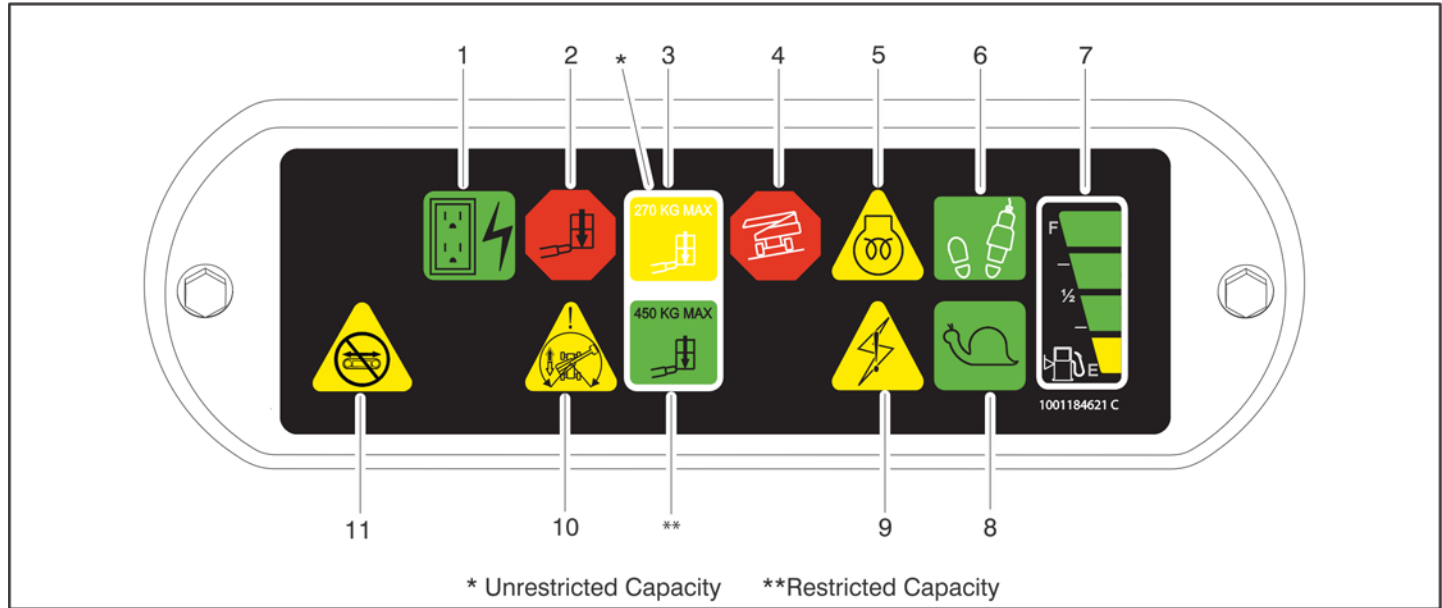 1 2 * 3 4 5 6 7
270 KG MAX
F
½
450 KG MAX
!
E
1001184621 C
11 10 ** 9 8
* Unrestricted Capacity **Restricted Capacity